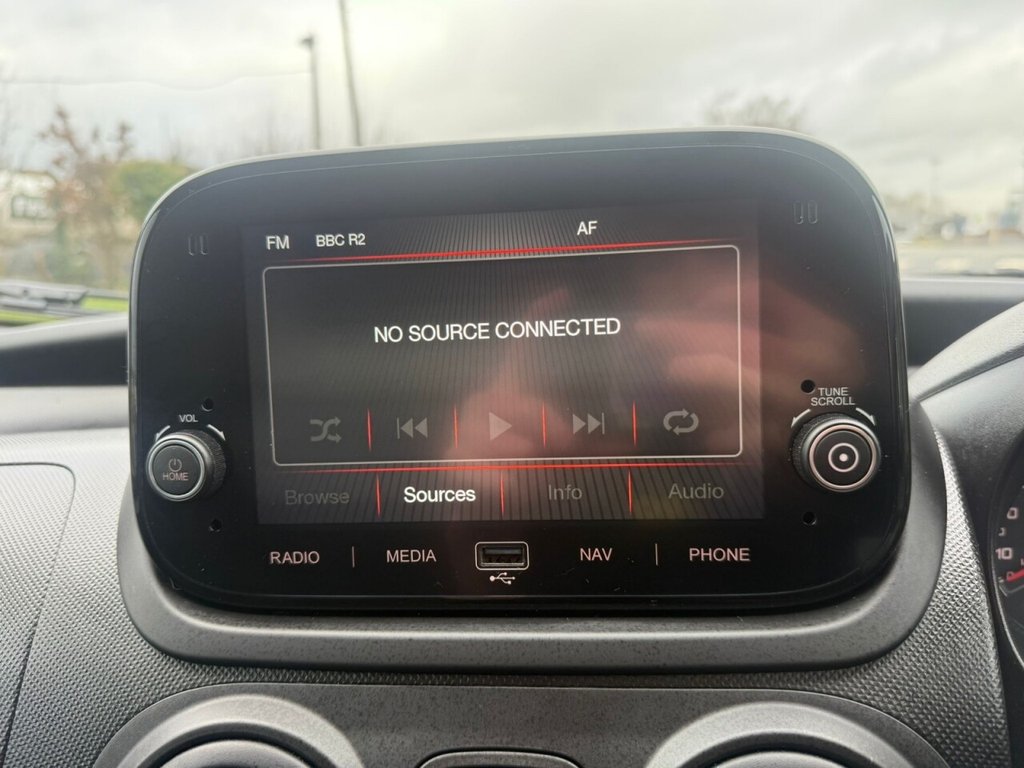 FM BBC R2 AF
NO SOURCE CONNECTED
VOL
HOME
TUNE
SCROLL
Browse Sources Info Audio
RADIO MEDIA NAV PHONE
10